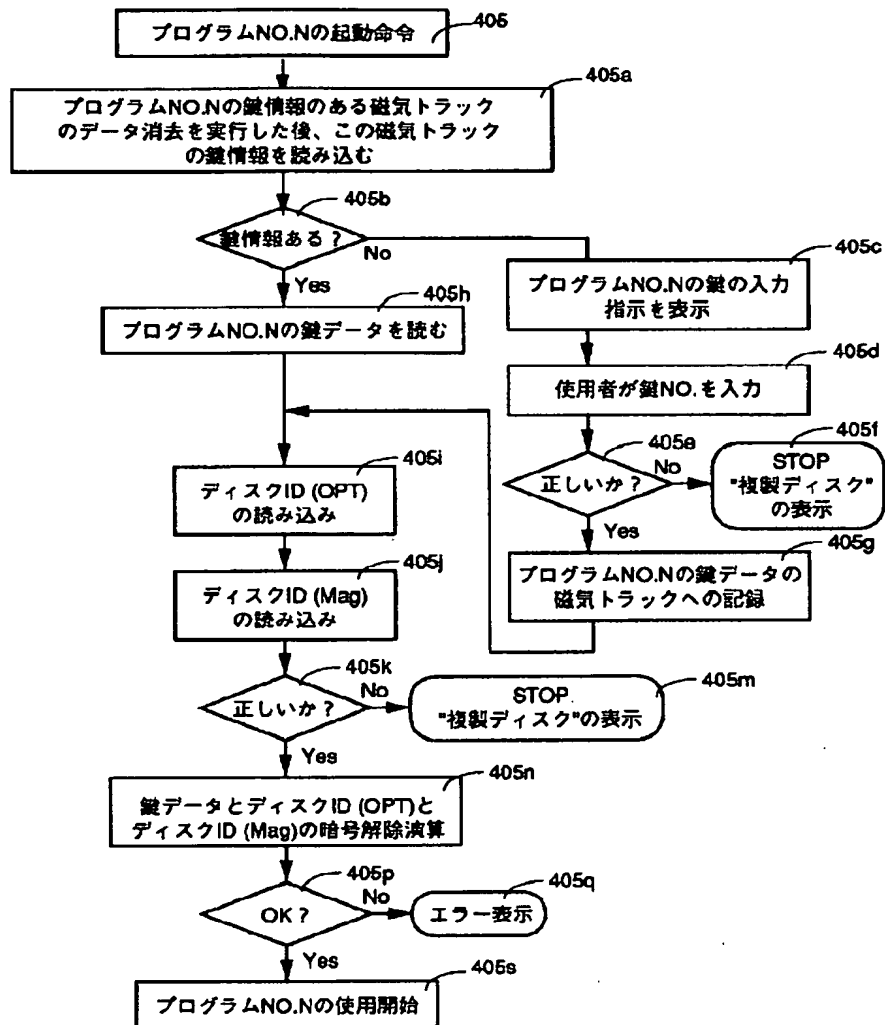 プログラムNO.Nの起動命令
405
405a
プログラムNO.Nの鍵情報のある磁気トラック
のデータ消去を実行した後、この磁気トラック
の鍵情報を読み込む
405b
鍵情報ある?
No
Yes
405c
プログラムNO.Nの鍵の入力
指示を表示
405h
プログラムNO.Nの鍵データを読む
405d
使用者が鍵NO.を入力
405e
正しいか?
No
Yes
405f
STOP
"複製ディスク"
の表示
405g
プログラムNO.Nの鍵データの
磁気トラックへの記録
405i
ディスクID (OPT)
の読み込み
405j
ディスクID (Mag)
の読み込み
405k
正しいか?
No
Yes
405m
STOP
"複製ディスク"の表示
405n
鍵データとディスクID (OPT)と
ディスクID (Mag)の暗号解除演算
405p
OK?
No
Yes
405q
エラー表示
405s
プログラムNO.Nの使用開始